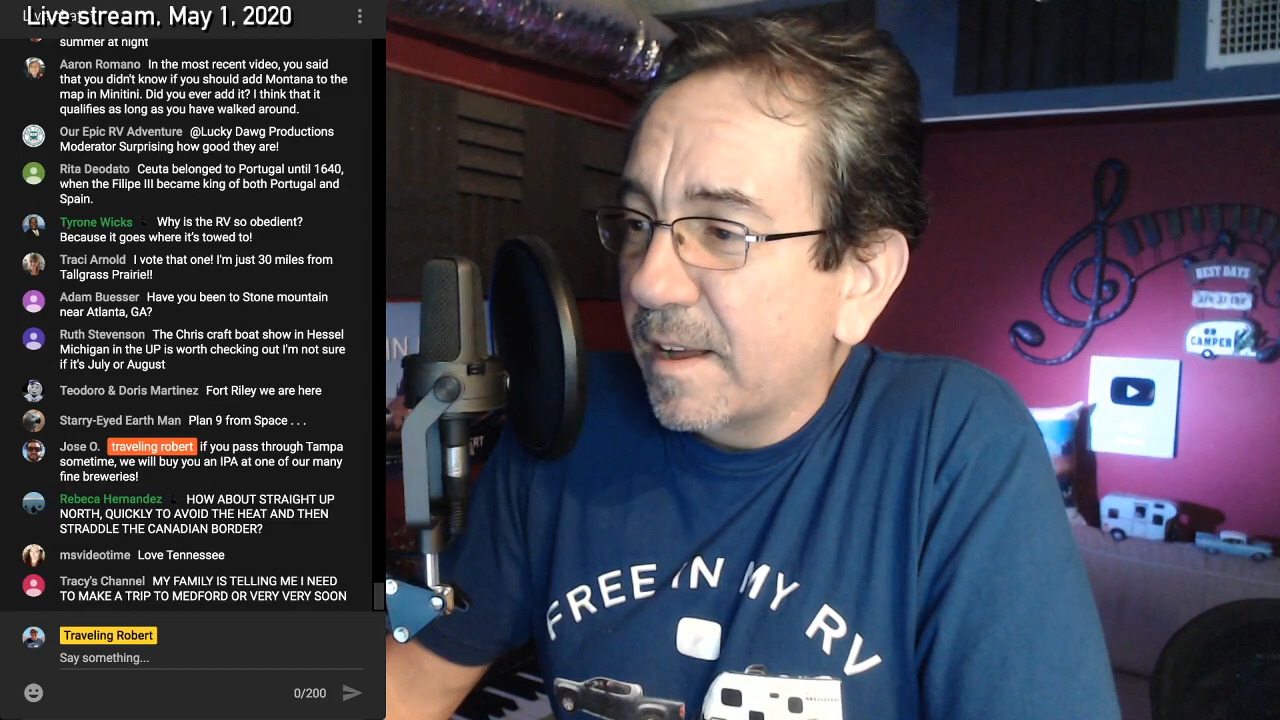 Live stream, May 1, 2020
summer at night
Aaron Romano In the most recent video, you said
that you didn't know if you should add Montana to the
map in Minitini. Did you ever add it? I think that it
qualifies as long as you have walked around.
Our Epic RV Adventure @Lucky Dawg Productions
Moderator Surprising how good they are!
Rita Deodato Ceuta belonged to Portugal until 1640,
when the Filipe III became king of both Portugal and
Spain.
Tyrone Wicks Why is the RV so obedient?
Because it goes where it's towed to!
Traci Arnold I vote that one! I'm just 30 miles from
Tallgrass Prairie!!
Adam Buesser Have you been to Stone mountain
near Atlanta, GA?
Ruth Stevenson The Chris craft boat show in Hessel
Michigan in the UP is worth checking out I'm not sure
if it's July or August
Teodoro & Doris Martinez Fort Riley we are here
Starry-Eyed Earth Man Plan 9 from Space . . .
Jose O. traveling robert if you pass through Tampa
sometime, we will buy you an IPA at one of our many
fine breweries!
Rebeca Hernandez HOW ABOUT STRAIGHT UP
NORTH, QUICKLY TO AVOID THE HEAT AND THEN
STRADDLE THE CANADIAN BORDER?
msvideotime Love Tennessee
Tracy's Channel MY FAMILY IS TELLING ME I NEED
TO MAKE A TRIP TO MEDFORD OR VERY VERY SOON
Traveling Robert
Say something...
0/200
FREE IN MY RV
BEST DAYS
CAMPER